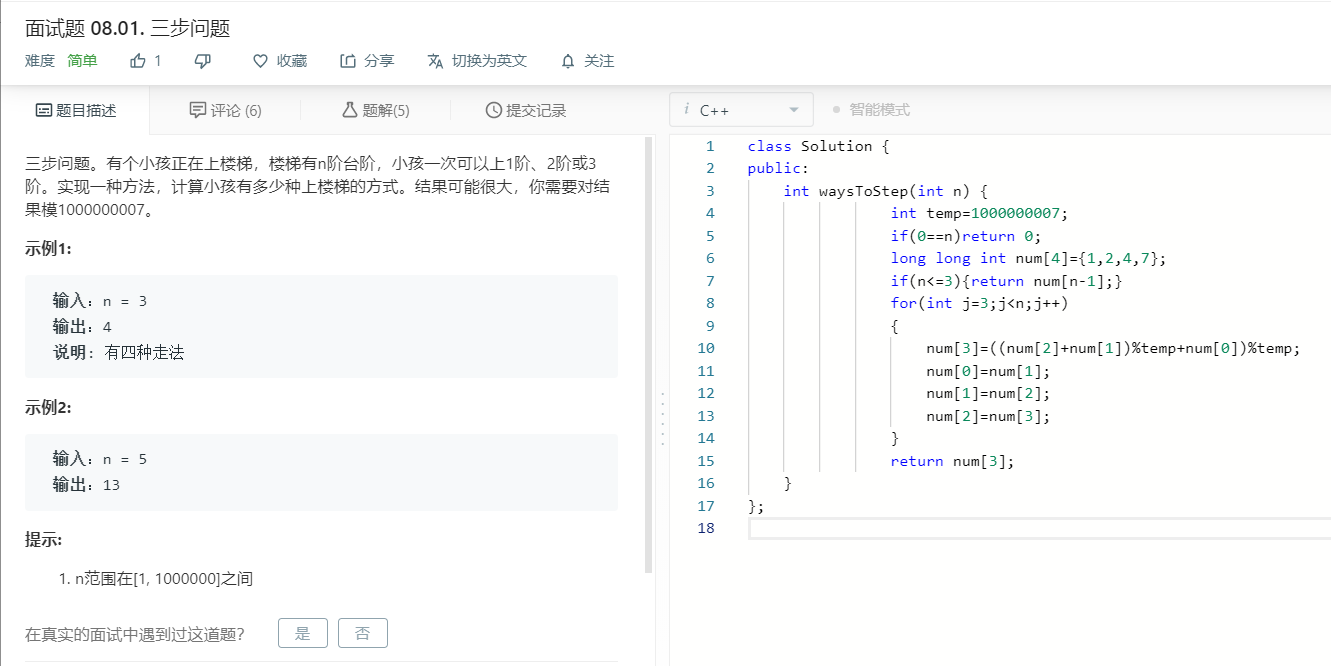 面试题 08.01. 三步问题
难度 简单 1 收藏 分享 切换为英文 关注
题目描述 评论 (6) 题解(5) 提交记录
三步问题。有个小孩正在上楼梯，楼梯有n阶台阶，小孩一次可以上1阶、2阶或3
阶。实现一种方法，计算小孩有多少种上楼梯的方式。结果可能很大，你需要对结
果模1000000007。
示例1:
输入：n = 3
输出：4
说明：有四种走法
示例2:
输入：n = 5
输出：13
提示:
1. n范围在[1, 1000000]之间
在真实的面试中遇到过这道题? 是 否
i C++ 智能模式
1 class Solution {
2 public:
3 int waysToStep(int n) {
4 int temp=1000000007;
5 if(0==n)return 0;
6 long long int num[4]={1,2,4,7};
7 if(n<=3){return num[n-1];}
8 for(int j=3;j<n;j++)
9 {
10 num[3]=((num[2]+num[1])%temp+num[0])%temp;
11 num[0]=num[1];
12 num[1]=num[2];
13 num[2]=num[3];
14 }
15 return num[3];
16 }
17 };
18